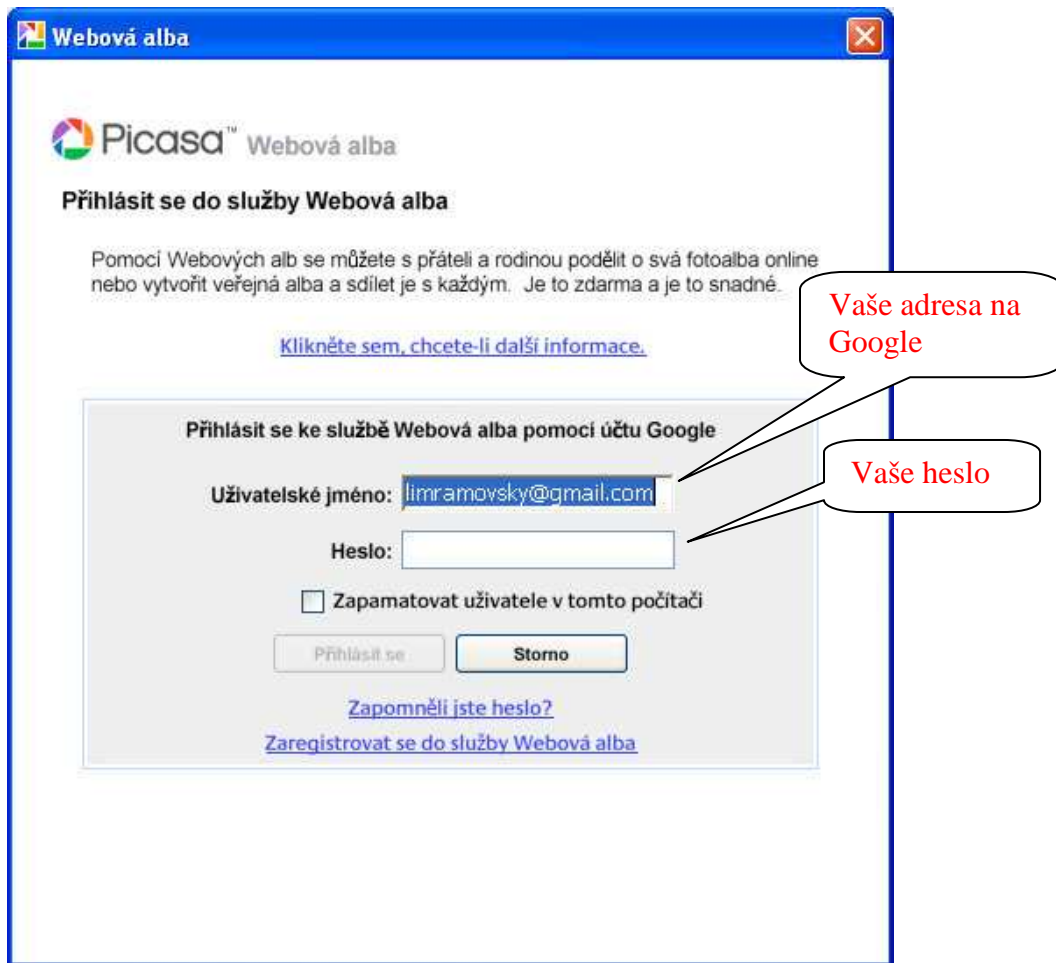 Webová alba
Picasa™ Webová alba
Přihlásit se do služby Webová alba
Pomocí Webových alb se můžete s přáteli a rodinou podělit o svá fotoalba online
nebo vytvořit veřejná alba a sdílet je s každým. Je to zdarma a je to snadné.
Vaše adresa na
Google
Klikněte sem, chcete-li další informace.
Přihlásit se ke službě Webová alba pomocí účtu Google
Vaše heslo
Uživatelské jméno: limramovsky@gmail.com
Heslo:
Zapamatovat uživatele v tomto počítači
Přihlásit se
Storno
Zapomněli jste heslo?
Zaregistrovat se do služby Webová alba